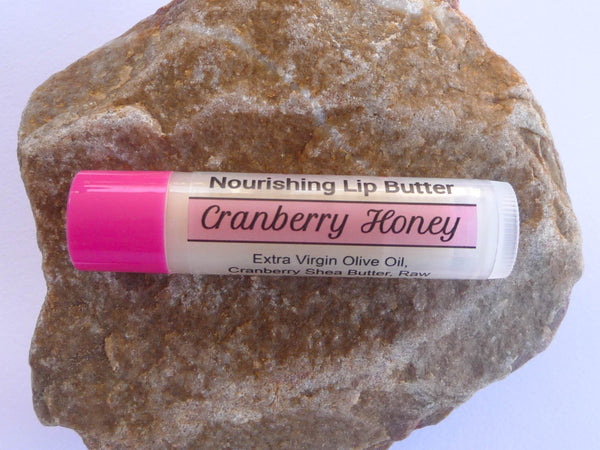 Nourishing Lip Butter
Cranberry Honey
Extra Virgin Olive Oil,
Cranberry Shea Butter, Raw